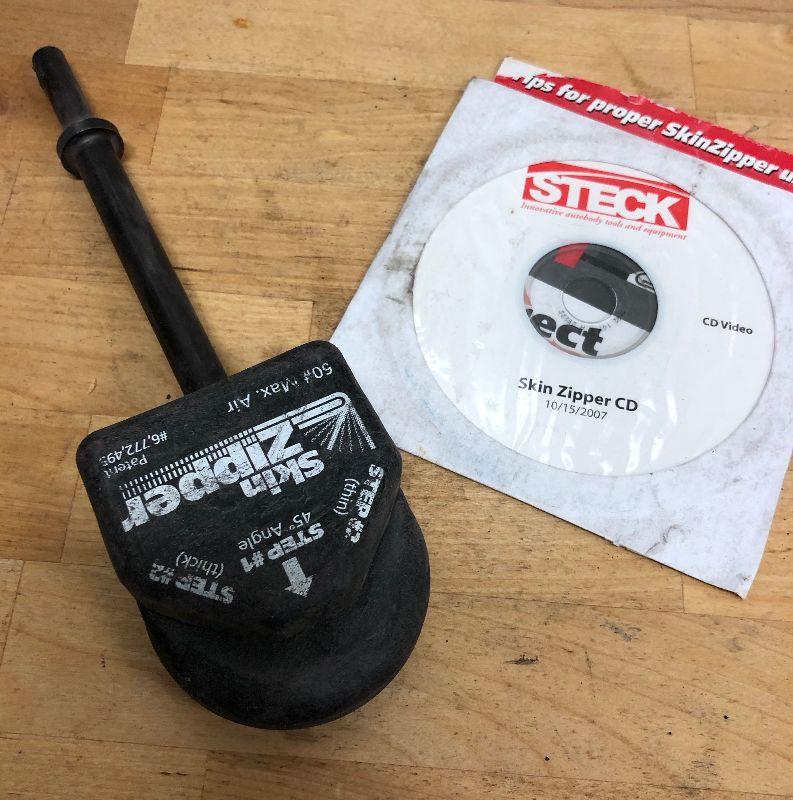 50# Max. Air
Skin
Zipper
Patent
#6,772,495
STEP #1
45° Angle
STEP #2
(thick)
STEP #2
(thin)
Tips for proper SkinZipper u
STECK
Innovative autobody tools and equipment
ect
CD Video
Skin Zipper CD
10/15/2007